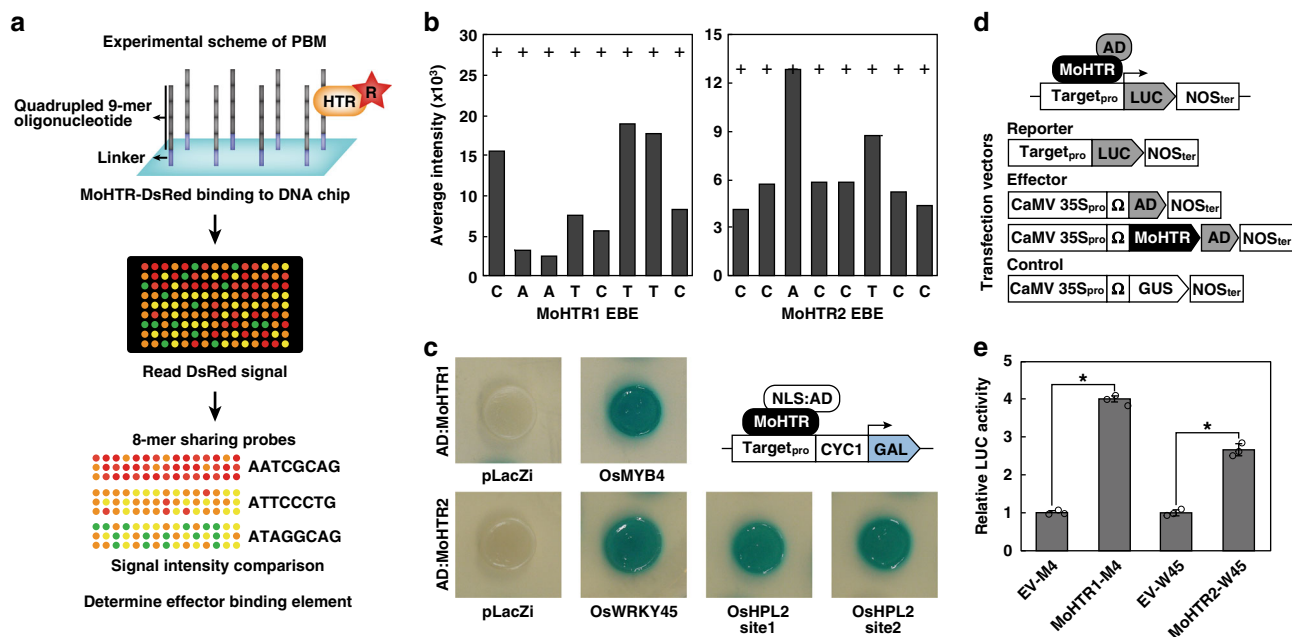 a
Experimental scheme of PBM
Quadrupled 9-mer
oligonucleotide
HTR
R
Linker
MoHTR-DsRed binding to DNA chip
Read DsRed signal
8-mer sharing probes
AATCGCAG
ATTCCCTG
ATAGGCAG
Signal intensity comparison
Determine effector binding element
b
Average intensity (x10³)
30
25
20
15
10
5
0
+ + + + + + + +
C A A T C T T C
MoHTR1 EBE
15
12
9
6
3
0
+ + + + + + + +
C C A C C T C C
MoHTR2 EBE
c
AD:MoHTR1
pLacZi
OsMYB4
NLS:AD
MoHTR
Targetpro CYC1 GAL
AD:MoHTR2
pLacZi
OsWRKY45
OsHPL2
site1
OsHPL2
site2
d
Transfection vectors
AD
MoHTR
Targetpro LUC NOSter
Reporter
Targetpro LUC NOSter
Effector
CaMV 35Spro Ω AD NOSter
CaMV 35Spro Ω MoHTR AD NOSter
Control
CaMV 35Spro Ω GUS NOSter
e
Relative LUC activity
5
4
3
2
1
0
*
*
EV-M4
MoHTR1-M4
EV-W45
MoHTR2-W45